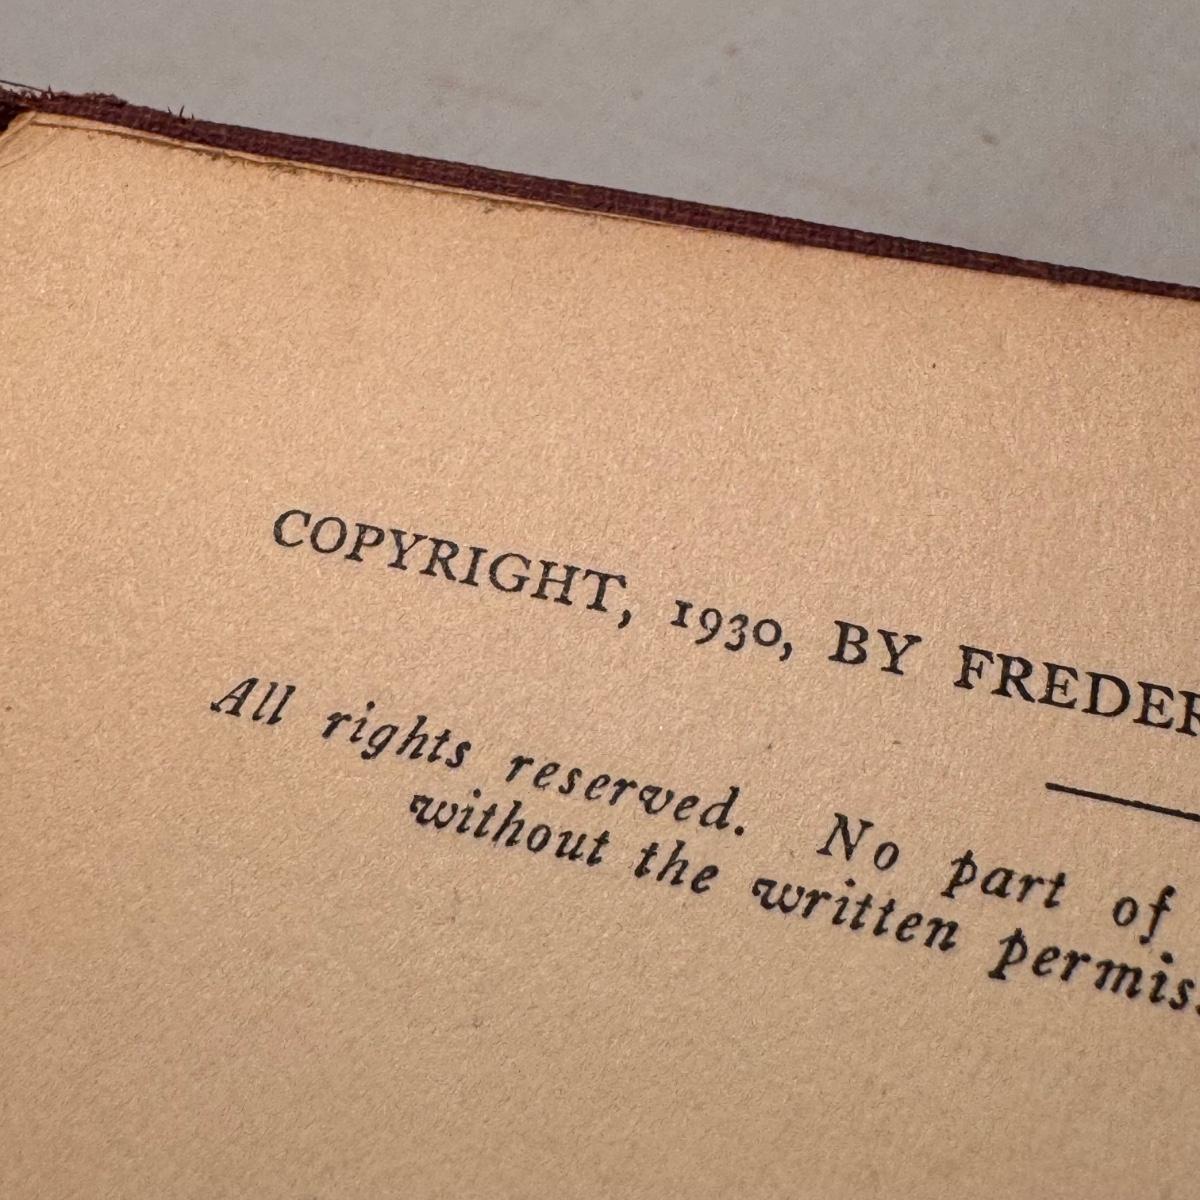 COPYRIGHT, 1930, BY FREDER
All rights reserved. No part of
without the written permis